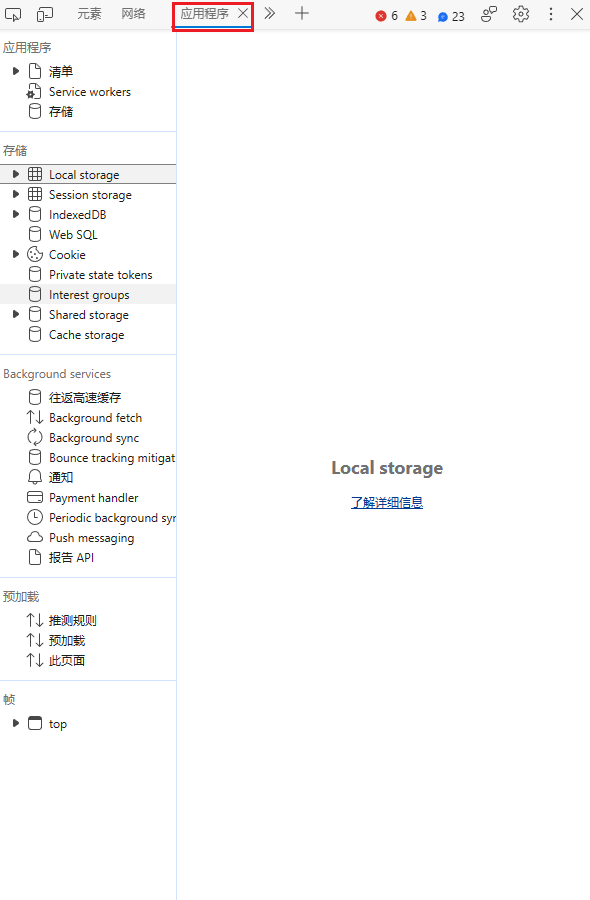 元素 网络 应用程序 6 3 23
应用程序
清单
Service workers
存储
存储
Local storage
Session storage
IndexedDB
Web SQL
Cookie
Private state tokens
Interest groups
Shared storage
Cache storage
Background services
往返高速缓存
Background fetch
Background sync
Bounce tracking mitigat
通知
Payment handler
Periodic background syn
Push messaging
报告 API
预加载
推测规则
预加载
此页面
帧
top
Local storage
了解详细信息